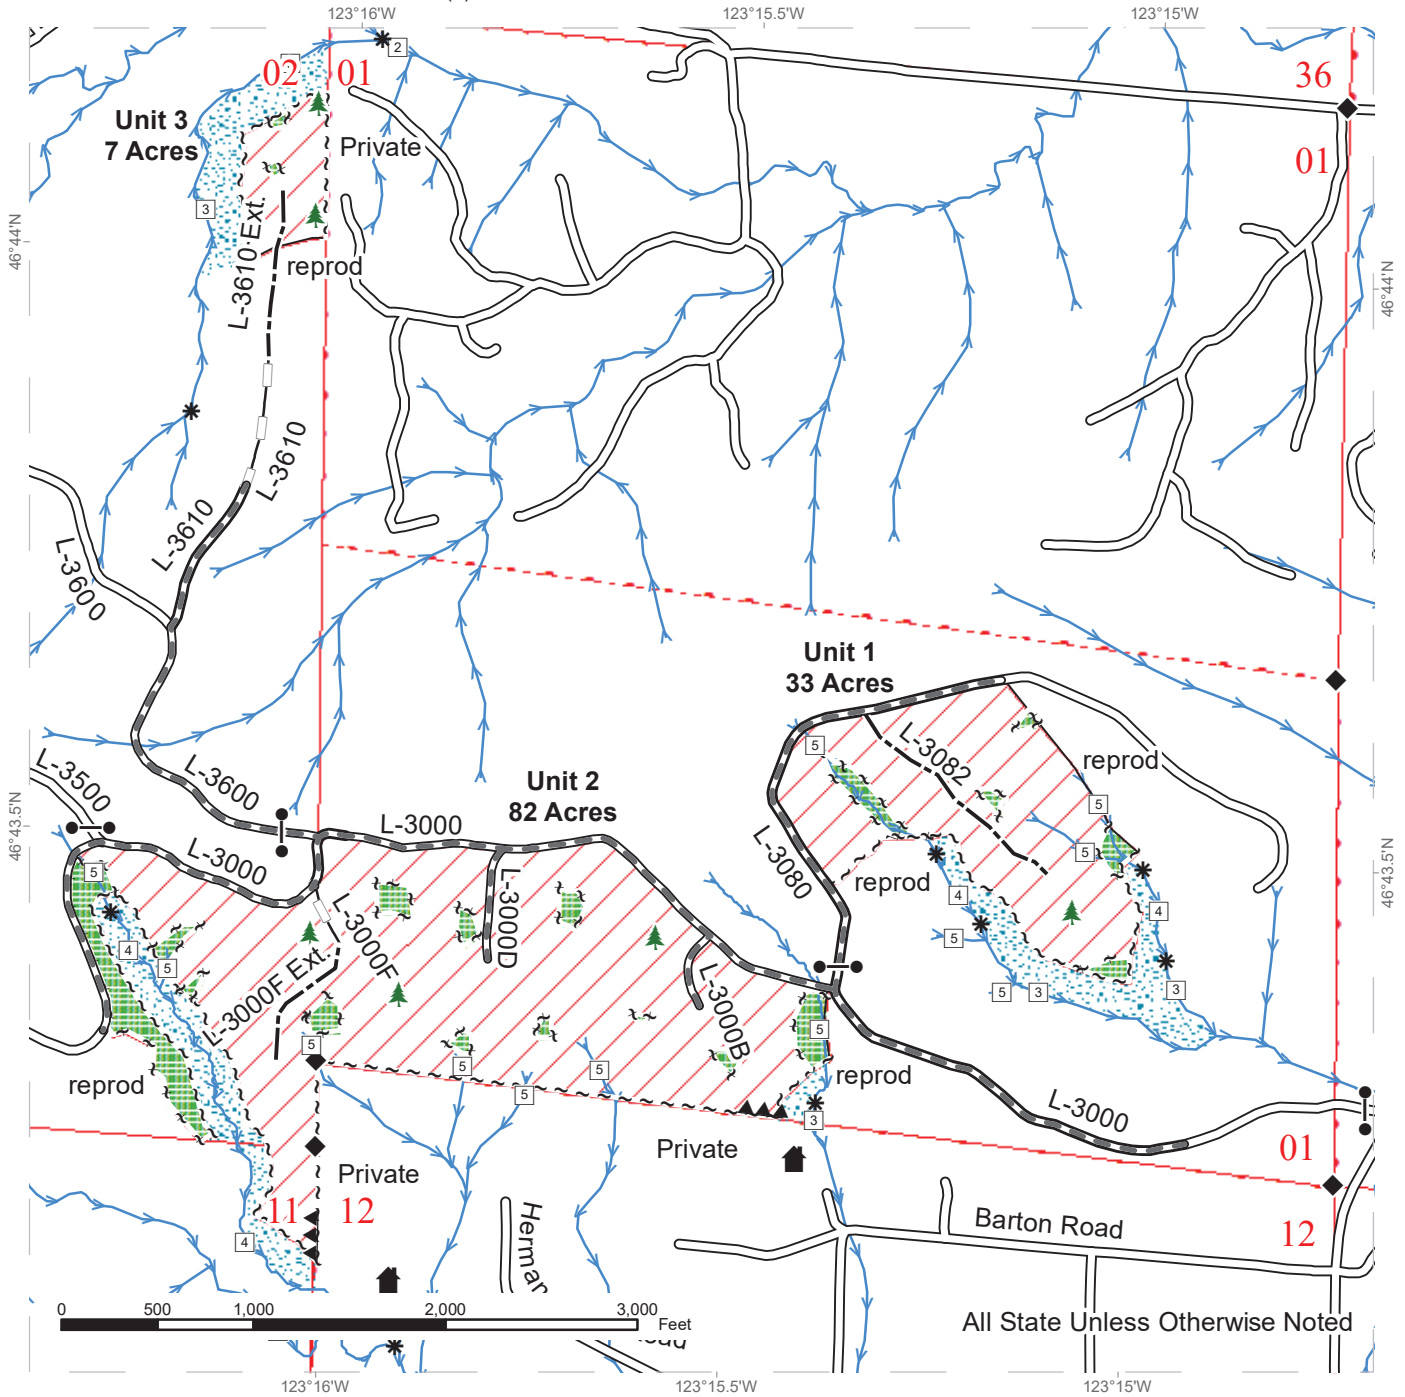 123°16'W
123°15.5'W
123°15'W
2
02
01
36
Unit 3
7 Acres
Private
01
3
46°44'N
L-3610 Ext.
reprod
46°44'N
L-3610
L-3610
L-3600
Unit 1
33 Acres
5
L-3082
reprod
L-3500
L-3600
Unit 2
82 Acres
5
46°43.5'N
L-3000
L-3000
L-3080
5
46°43.5'N
5
reprod
L-3000F
L-3000D
4
4
4
5
5
L-3000F Ext.
L-3000B
5
3
3
5
5
5
5
5
reprod
reprod
L-3000
3
Private
01
Private
11
12
4
Barton Road
12
Herman
0
500
1,000
2,000
3,000
Feet
All State Unless Otherwise Noted
123°16'W
123°15.5'W
123°15'W